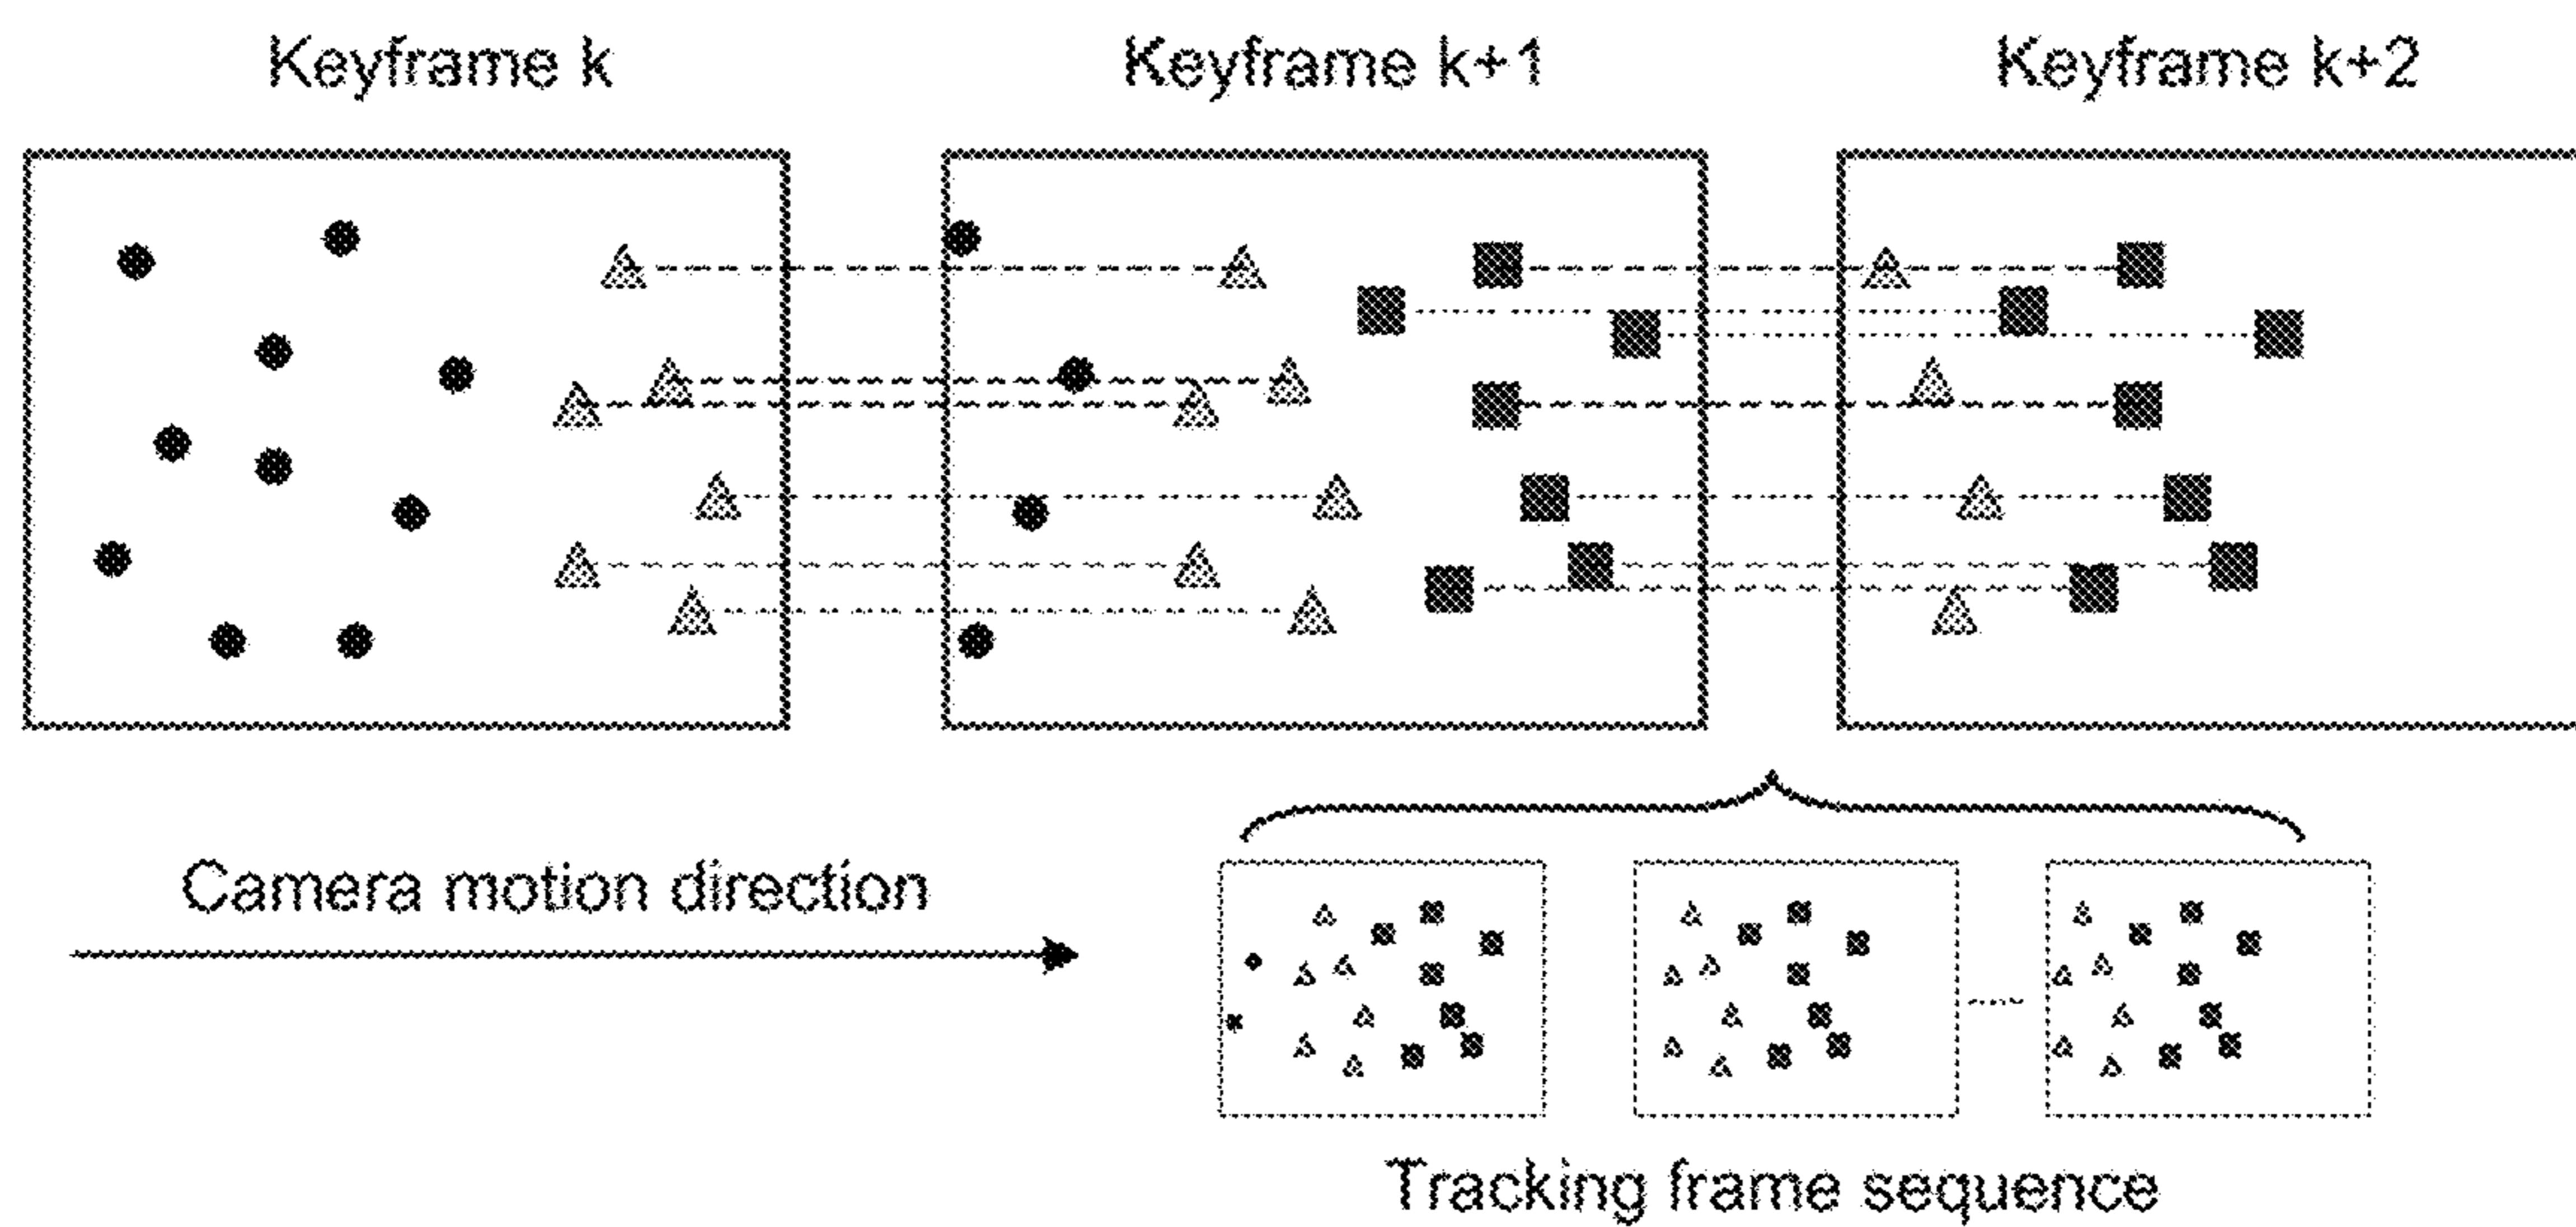 Keyframe k
Keyframe k+1
Keyframe k+2
Camera motion direction
Tracking frame sequence